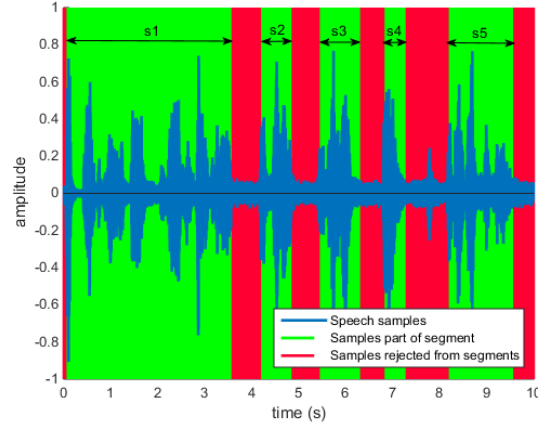 s1 s2 s3 s4 s5
1
0.8
0.6
0.4
0.2
0
-0.2
-0.4
-0.6
-0.8
-1
amplitude
Speech samples
Samples part of segment
Samples rejected from segments
0 1 2 3 4 5 6 7 8 9 10
time (s)